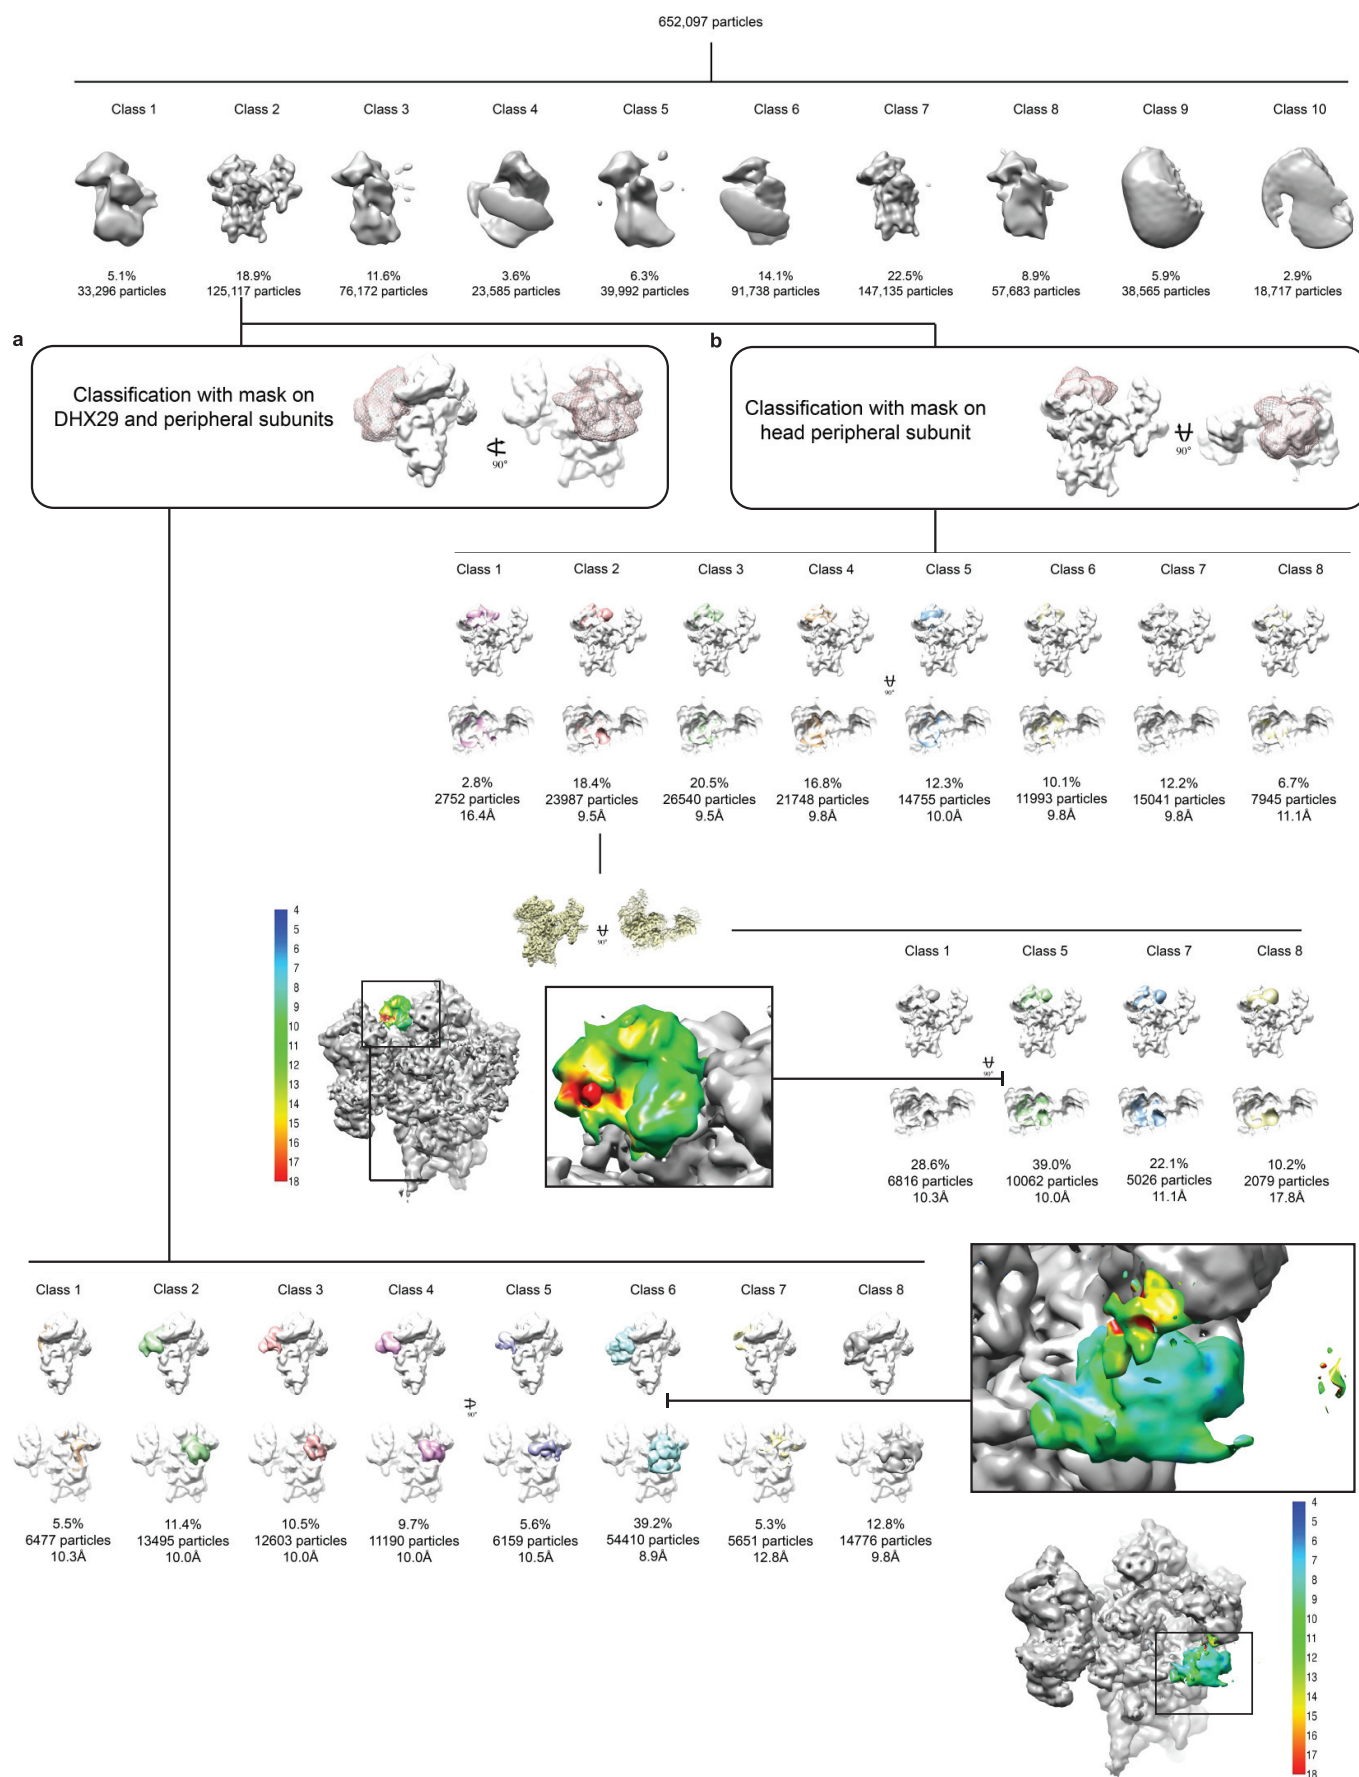 652,097 particles
Class 1 Class 2 Class 3 Class 4 Class 5 Class 6 Class 7 Class 8 Class 9 Class 10
5.1% 18.9% 11.6% 3.6% 6.3% 14.1% 22.5% 8.9% 5.9% 2.9%
33,296 particles 125,117 particles 76,172 particles 23,585 particles 39,992 particles 91,738 particles 147,135 particles 57,683 particles 38,565 particles 18,717 particles
a
Classification with mask on
DHX29 and peripheral subunits
90°
b
Classification with mask on
head peripheral subunit
90°
Class 1 Class 2 Class 3 Class 4 Class 5 Class 6 Class 7 Class 8
90°
2.8% 18.4% 20.5% 16.8% 12.3% 10.1% 12.2% 6.7%
2752 particles 23987 particles 26540 particles 21748 particles 14755 particles 11993 particles 15041 particles 7945 particles
16.4Å 9.5Å 9.5Å 9.8Å 10.0Å 9.8Å 9.8Å 11.1Å
90°
4
5
6
7
8
9
10
11
12
13
14
15
16
17
18
Class 1 Class 5 Class 7 Class 8
90°
28.6% 39.0% 22.1% 10.2%
6816 particles 10062 particles 5026 particles 2079 particles
10.3Å 10.0Å 11.1Å 17.8Å
Class 1 Class 2 Class 3 Class 4 Class 5 Class 6 Class 7 Class 8
90°
5.5% 11.4% 10.5% 9.7% 5.6% 39.2% 5.3% 12.8%
6477 particles 13495 particles 12603 particles 11190 particles 6159 particles 54410 particles 5651 particles 14776 particles
10.3Å 10.0Å 10.0Å 10.0Å 10.5Å 8.9Å 12.8Å 9.8Å
4
5
6
7
8
9
10
11
12
13
14
15
16
17
18